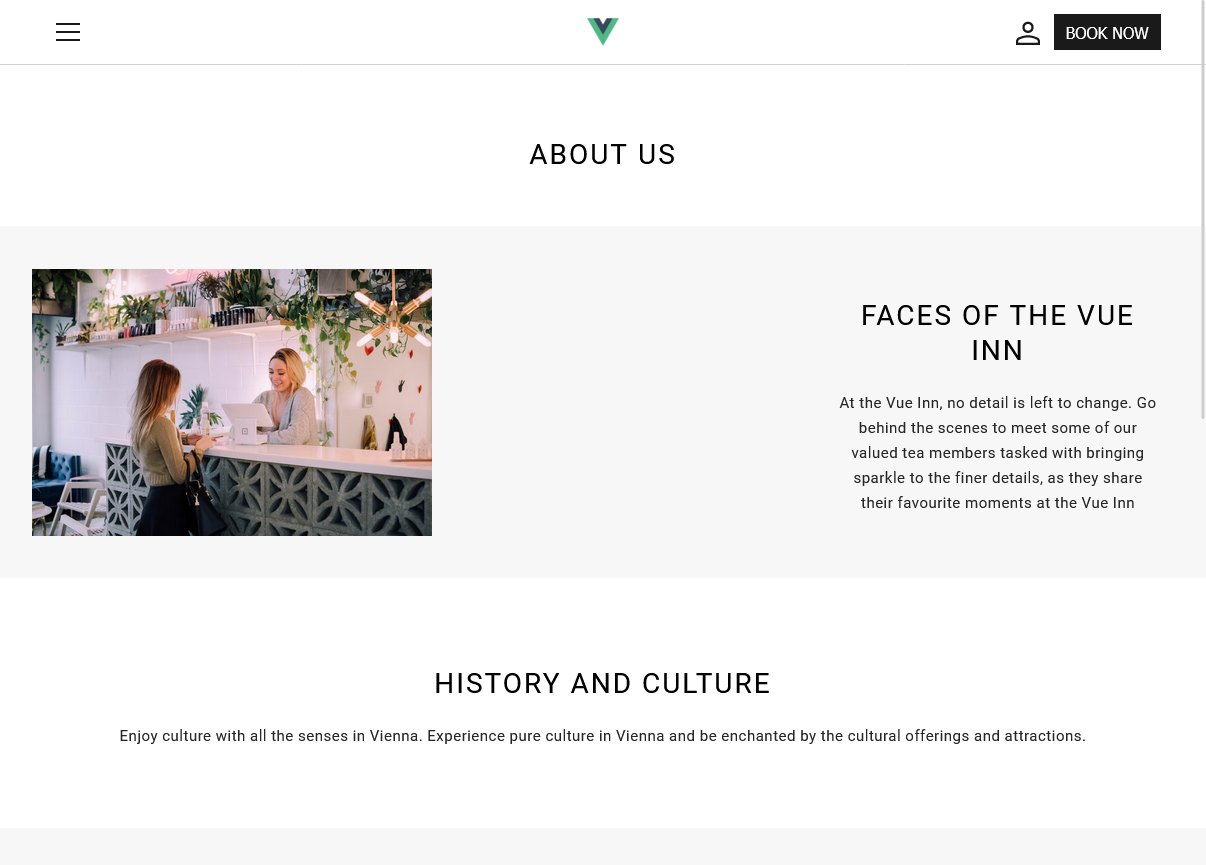 BOOK NOW
ABOUT US
FACES OF THE VUE
INN
At the Vue Inn, no detail is left to change. Go
behind the scenes to meet some of our
valued tea members tasked with bringing
sparkle to the finer details, as they share
their favourite moments at the Vue Inn
HISTORY AND CULTURE
Enjoy culture with all the senses in Vienna. Experience pure culture in Vienna and be enchanted by the cultural offerings and attractions.